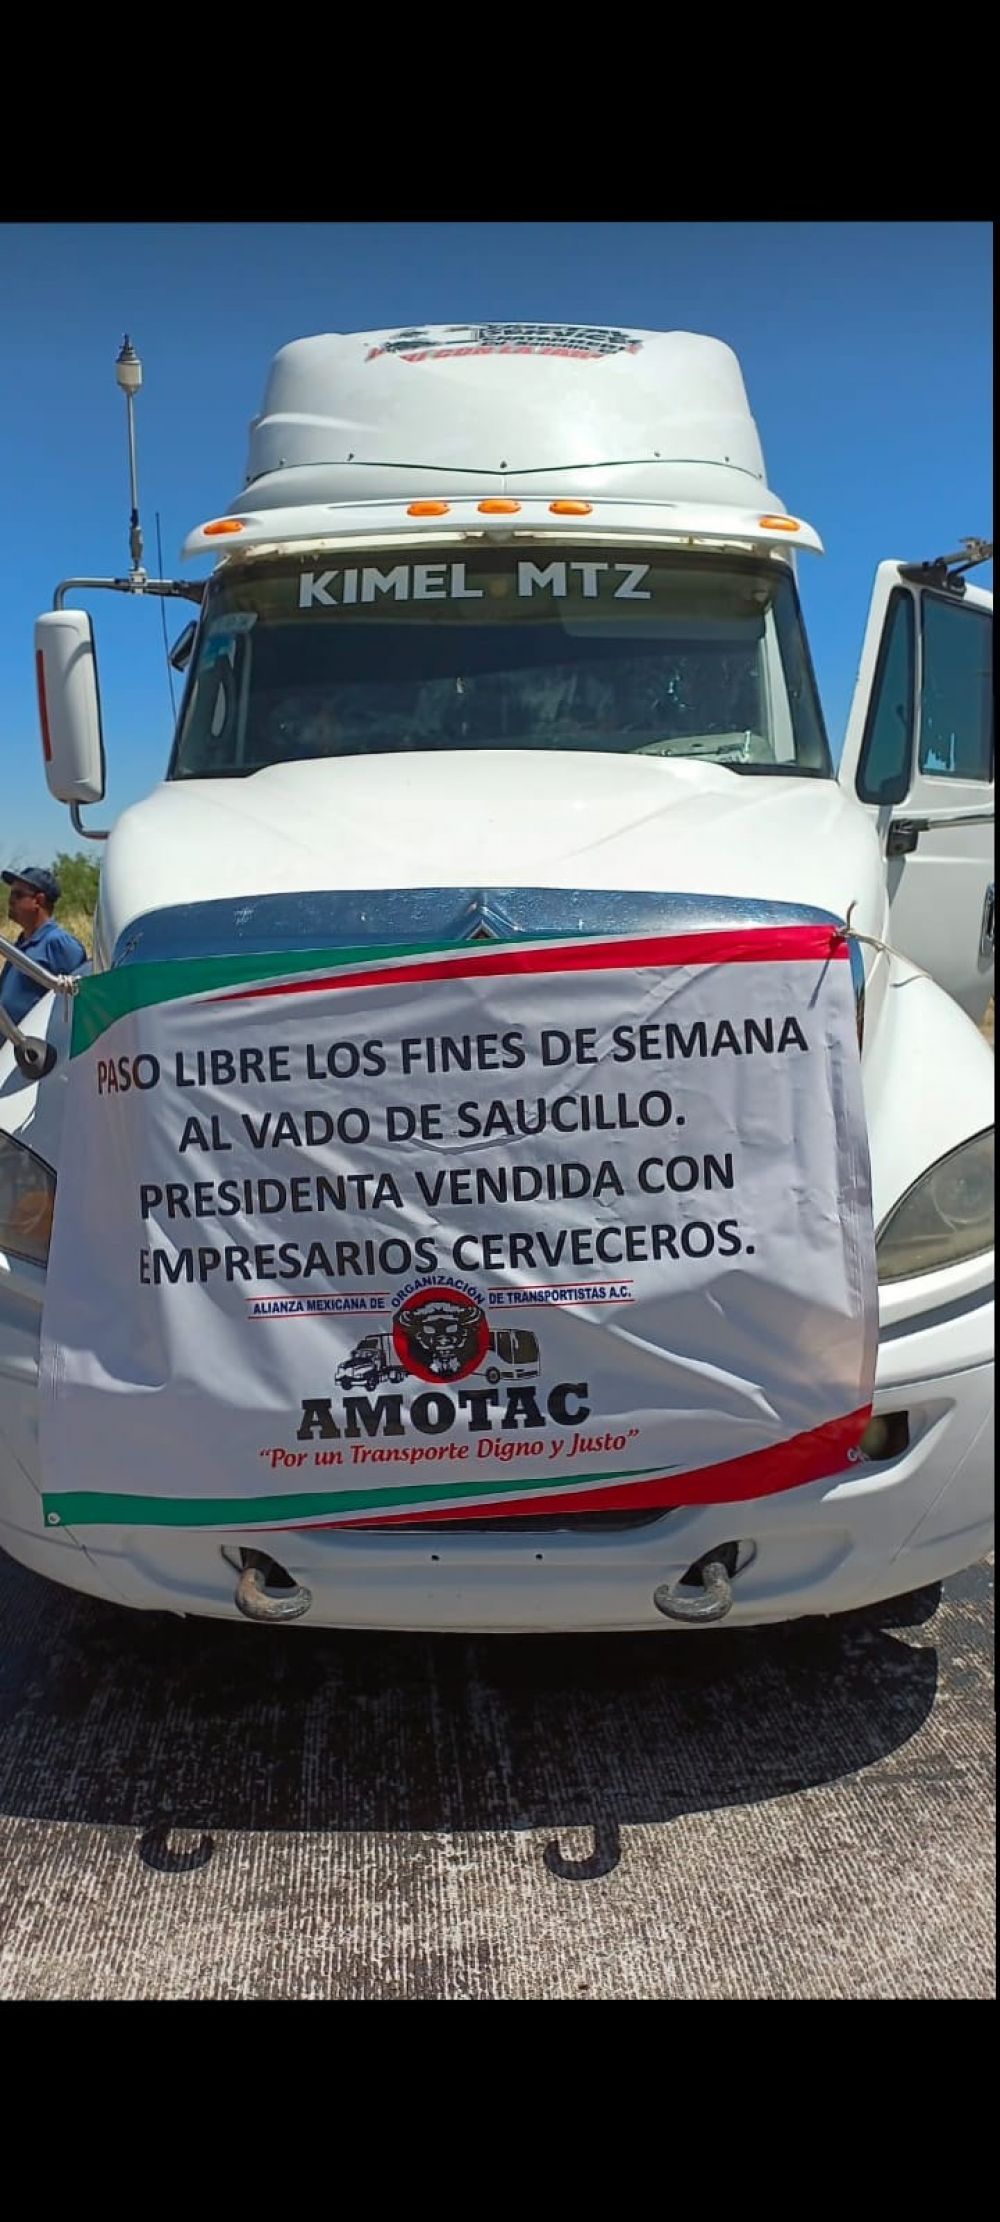 KIMEL MTZ
PASO LIBRE LOS FINES DE SEMANA
AL VADO DE SAUCILLO.
PRESIDENTA VENDIDA CON
EMPRESARIOS CERVECEROS.
ALIANZA MEXICANA DE ORGANIZACIÓN DE TRANSPORTISTAS A.C.
AMOTAC
“Por un Transporte Digno y Justo”